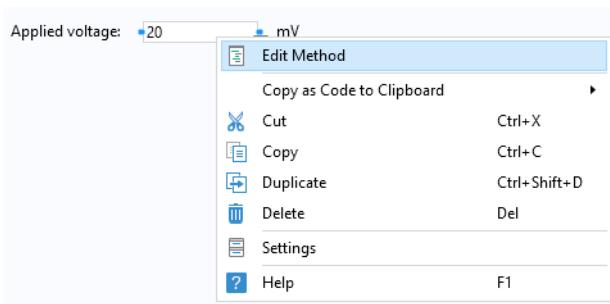 Applied voltage: 20 mV
Edit Method
Copy as Code to Clipboard
Cut Ctrl+X
Copy Ctrl+C
Duplicate Ctrl+Shift+D
Delete Del
Settings
? Help F1